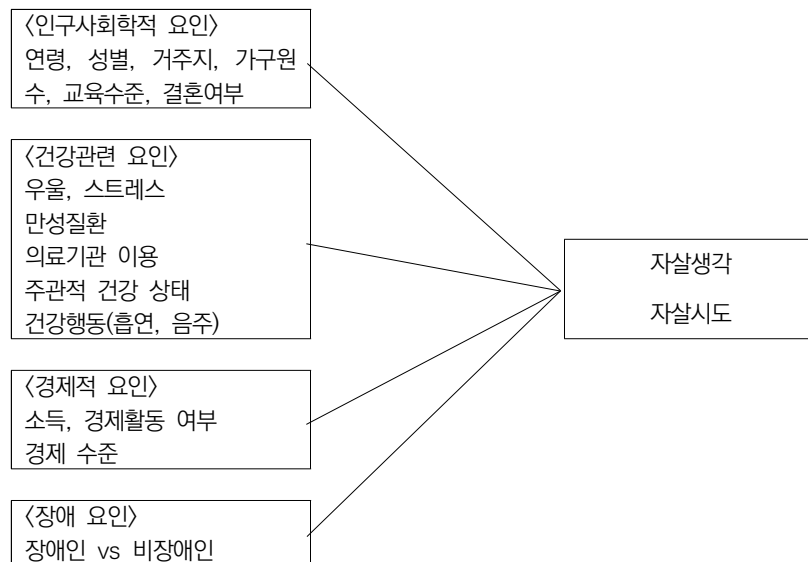 〈인구사회학적 요인〉
연령, 성별, 거주지, 가구원
수, 교육수준, 결혼여부
〈건강관련 요인〉
우울, 스트레스
만성질환
의료기관 이용
주관적 건강 상태
건강행동(흡연, 음주)
〈경제적 요인〉
소득, 경제활동 여부
경제 수준
〈장애 요인〉
장애인 vs 비장애인
자살생각
자살시도